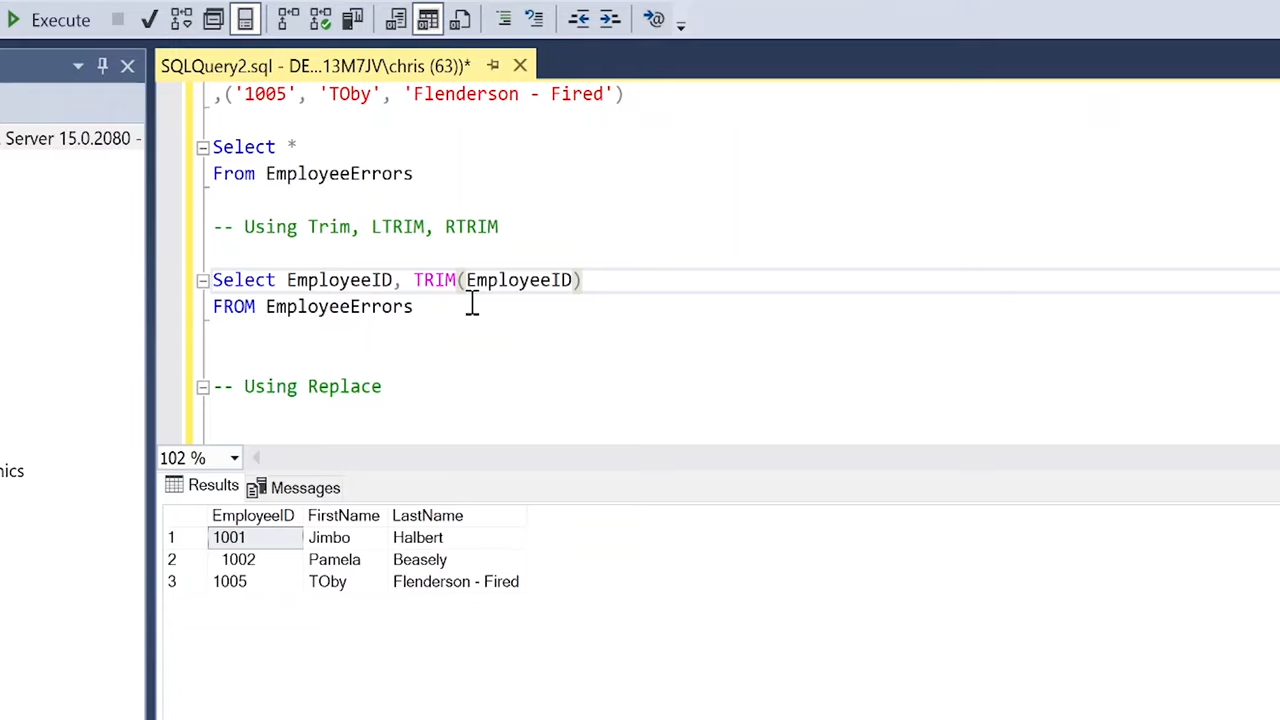 Execute
SQLQuery2.sql - DE...13M7JV\chris (63))*
,('1005', 'TOby', 'Flenderson - Fired')
Server 15.0.2080 -
Select *
From EmployeeErrors
-- Using Trim, LTRIM, RTRIM
Select EmployeeID, TRIM(EmployeeID)
FROM EmployeeErrors
-- Using Replace
102 %
nics
Results Messages
EmployeeID FirstName LastName
1 1001 Jimbo Halbert
2 1002 Pamela Beasely
3 1005 TOby Flenderson - Fired